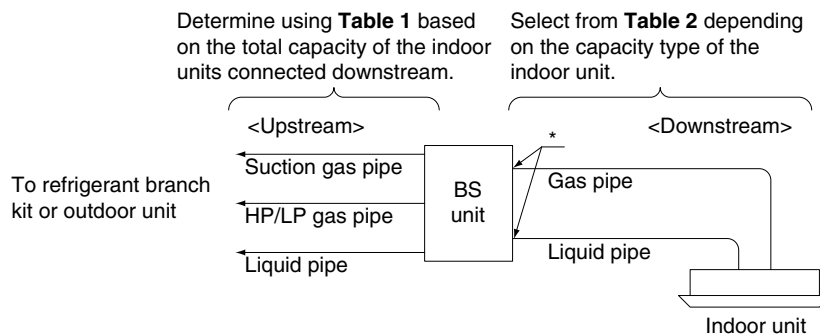 Determine using Table 1 based
on the total capacity of the indoor
units connected downstream.
Select from Table 2 depending
on the capacity type of the
indoor unit.
<Upstream>
*
<Downstream>
Suction gas pipe
Gas pipe
To refrigerant branch
kit or outdoor unit
HP/LP gas pipe
BS
unit
Liquid pipe
Liquid pipe
Indoor unit